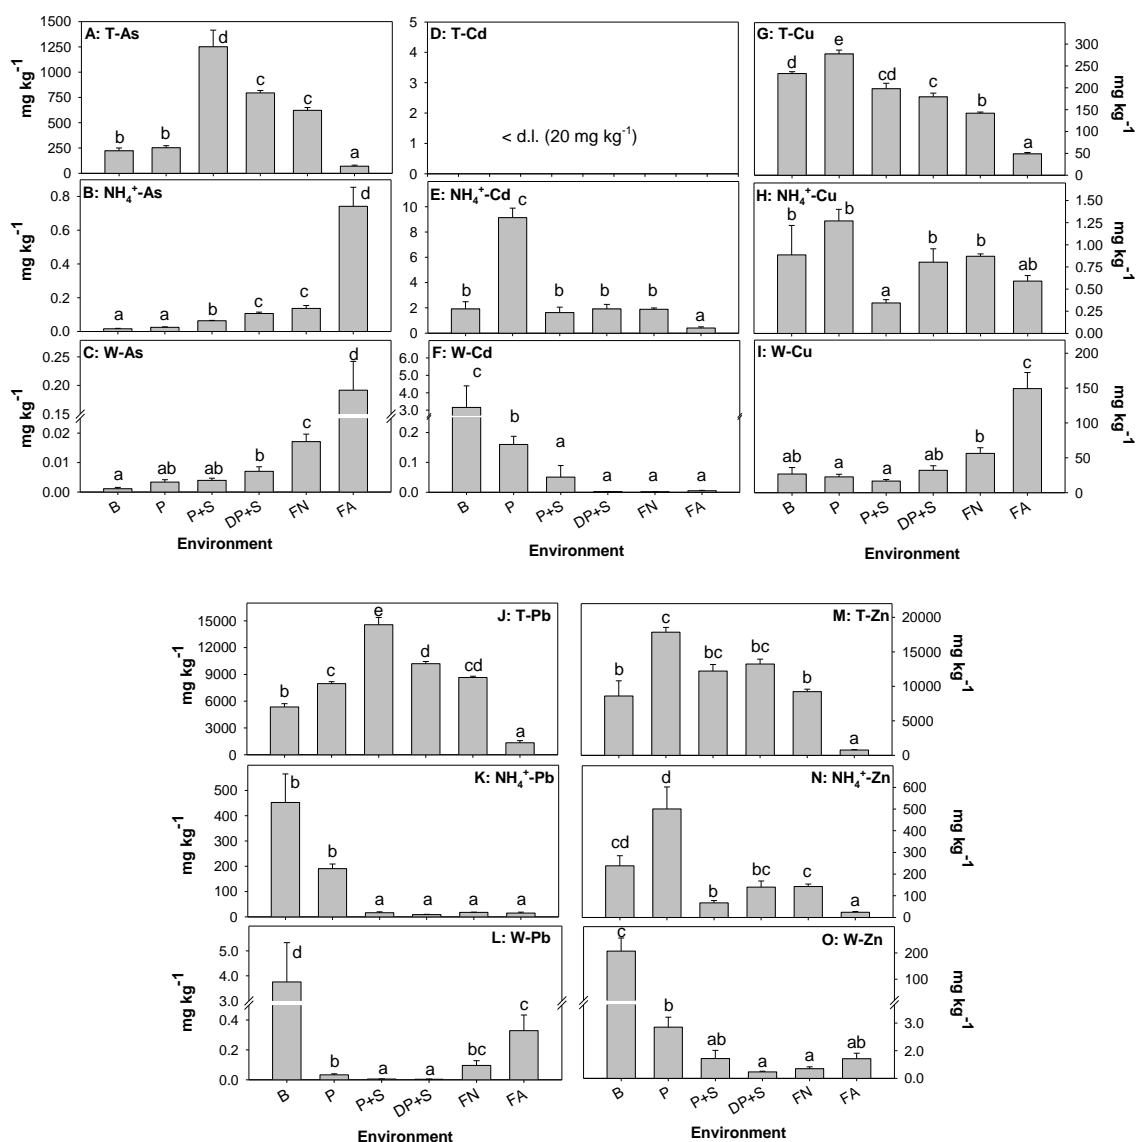 A: T-As
mg kg-1
1500
1250
1000
750
500
250
0
b
b
d
c
c
a
D: T-Cd
5
4
3
2
1
0
< d.l. (20 mg kg-1)
G: T-Cu
d
e
cd
c
b
a
300
250
200
150
100
50
0
mg kg-1
B: NH4+-As
mg kg-1
0.8
0.6
0.4
0.2
0.0
a
a
b
c
c
d
E: NH4+-Cd
10
8
6
4
2
0
b
c
b
b
b
a
H: NH4+-Cu
b
b
a
b
b
ab
1.50
1.25
1.00
0.75
0.50
0.25
0.00
mg kg-1
C: W-As
mg kg-1
0.25
0.20
0.15
0.02
0.01
0.00
a
ab
ab
b
c
d
F: W-Cd
6.0
5.0
4.0
3.0
0.2
0.1
0.0
c
b
a
a
a
a
I: W-Cu
ab
a
a
ab
b
c
200
150
100
50
0
mg kg-1
B P P+S DP+S FN FA
B P P+S DP+S FN FA
B P P+S DP+S FN FA
Environment
Environment
Environment
J: T-Pb
mg kg-1
15000
12000
9000
6000
3000
0
b
c
e
d
cd
a
M: T-Zn
b
c
bc
bc
b
a
20000
15000
10000
5000
0
mg kg-1
K: NH4+-Pb
mg kg-1
500
400
300
200
100
0
b
b
a
a
a
a
N: NH4+-Zn
cd
d
b
bc
c
a
600
500
400
300
200
100
0
mg kg-1
L: W-Pb
mg kg-1
5.0
4.0
3.0
0.4
0.2
0.0
d
b
a
a
bc
c
O: W-Zn
c
b
ab
a
a
ab
200
100
3.0
2.0
1.0
0.0
mg kg-1
B P P+S DP+S FN FA
B P P+S DP+S FN FA
Environment
Environment